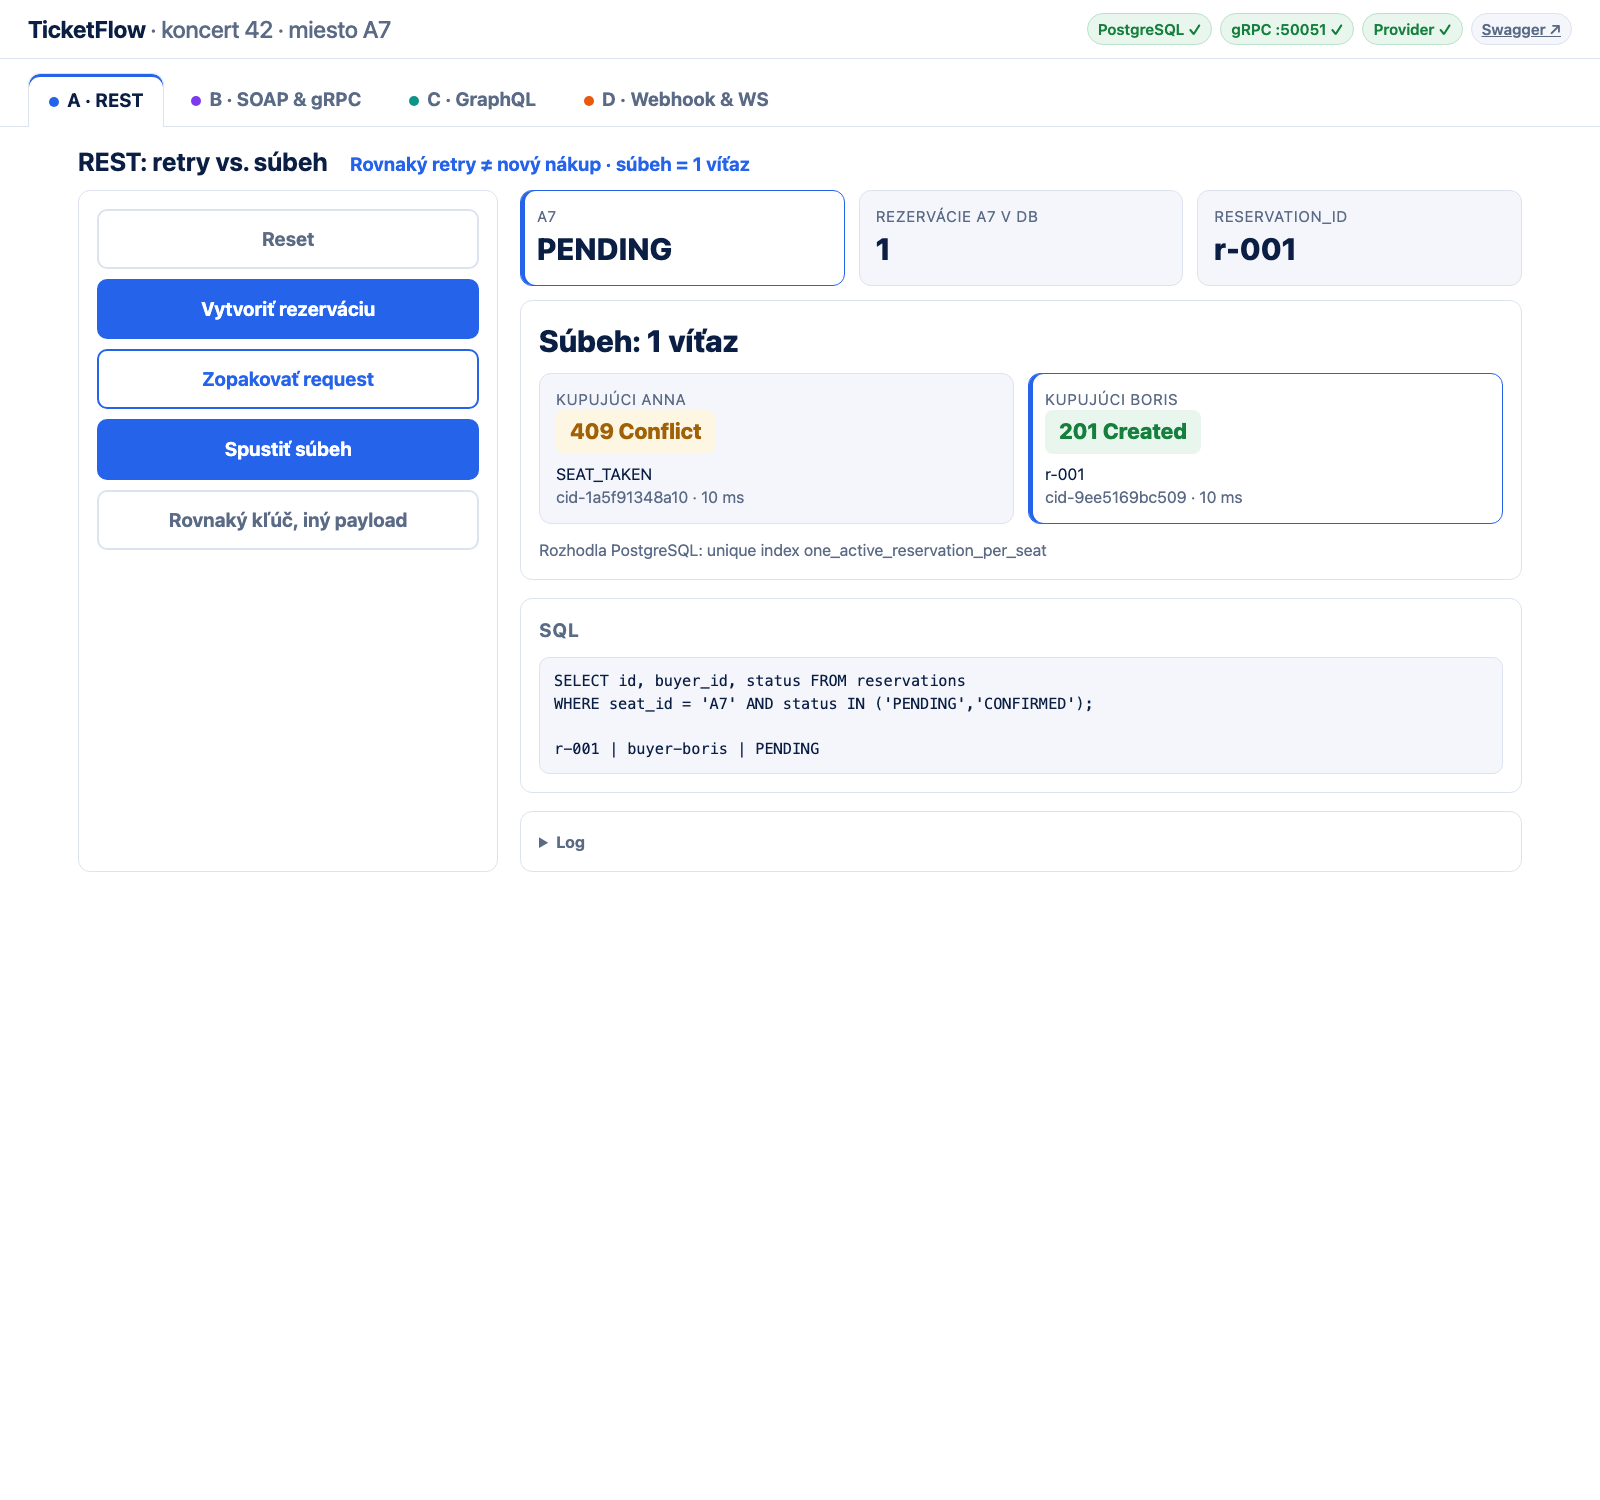 TicketFlow · koncert 42 · miesto A7
PostgreSQL ✓
gRPC :50051 ✓
Provider ✓
Swagger ↗
A · REST
B · SOAP & gRPC
C · GraphQL
D · Webhook & WS
REST: retry vs. súbeh
Rovnaký retry ≠ nový nákup · súbeh = 1 víťaz
Reset
Vytvoriť rezerváciu
Zopakovať request
Spustiť súbeh
Rovnaký kľúč, iný payload
A7
PENDING
REZERVÁCIE A7 V DB
1
RESERVATION_ID
r-001
Súbeh: 1 víťaz
KUPUJÚCI ANNA
409 Conflict
SEAT_TAKEN
cid-1a5f91348a10 · 10 ms
KUPUJÚCI BORIS
201 Created
r-001
cid-9ee5169bc509 · 10 ms
Rozhodla PostgreSQL: unique index one_active_reservation_per_seat
SQL
SELECT id, buyer_id, status FROM reservations
WHERE seat_id = 'A7' AND status IN ('PENDING','CONFIRMED');
r-001 | buyer-boris | PENDING
Log